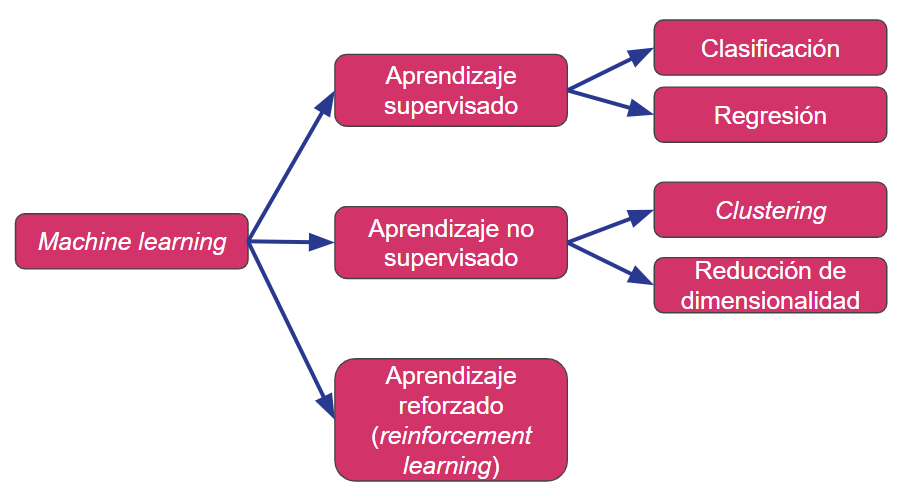 Machine learning
Aprendizaje
supervisado
Clasificación
Regresión
Aprendizaje no
supervisado
Clustering
Reducción de
dimensionalidad
Aprendizaje
reforzado
(reinforcement
learning)